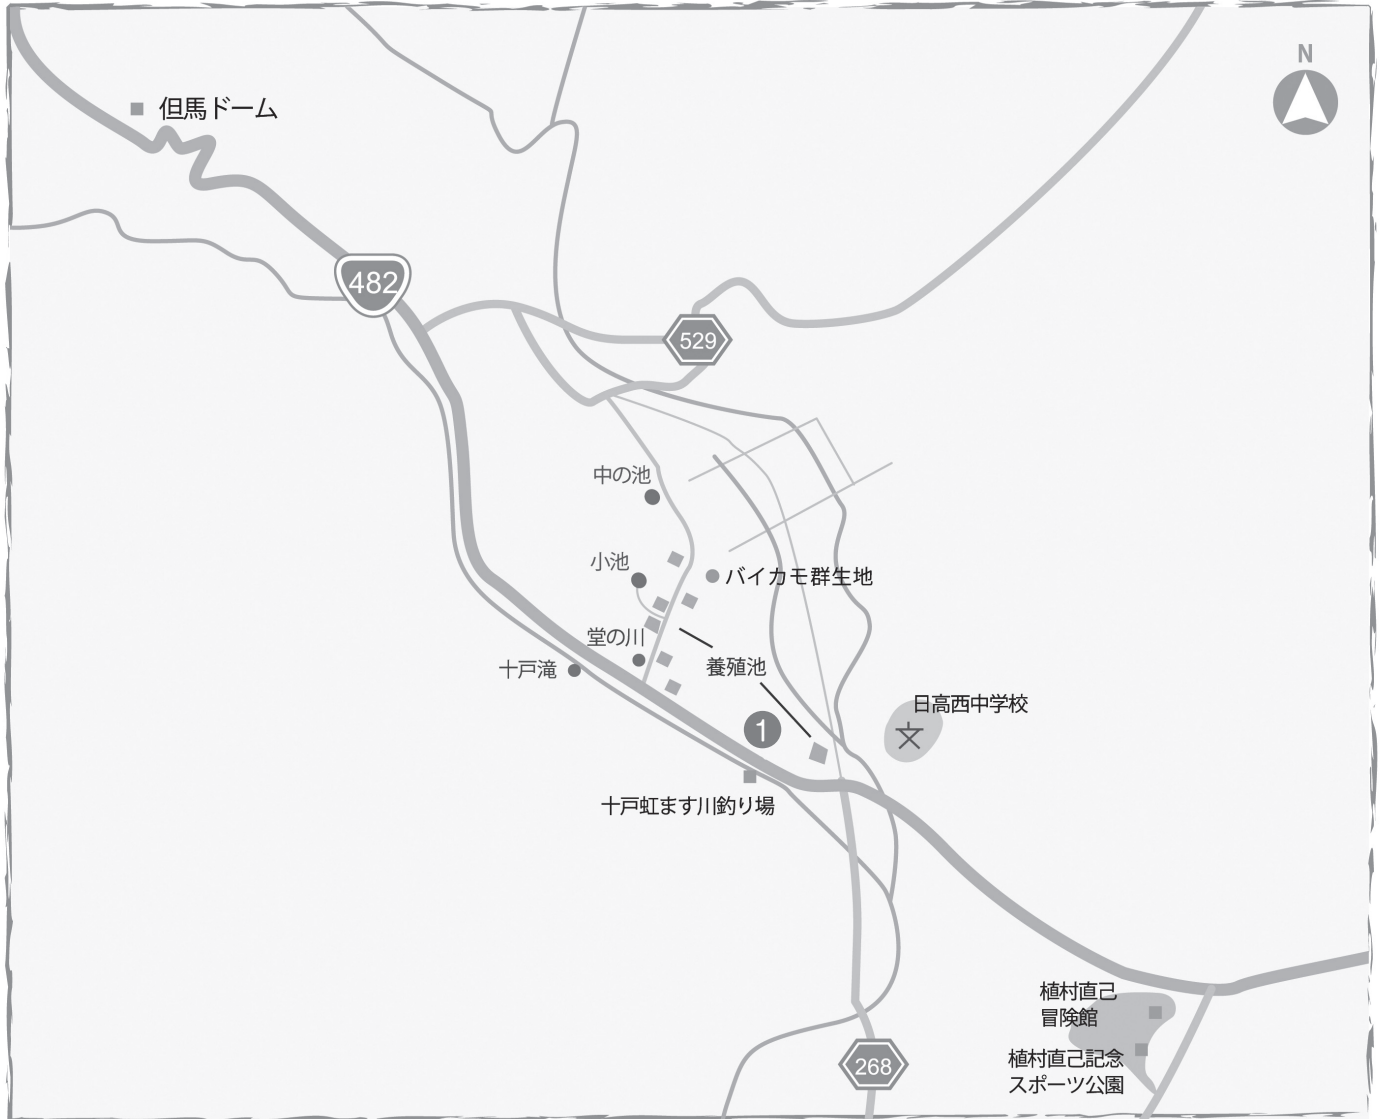 N
但馬ドーム
482
529
中の池
小池
バイカモ群生地
堂の川
十戸滝
養殖池
日高西中学校
1
文
十戸虹ます川釣り場
植村直己
冒険館
植村直己記念
スポーツ公園
268